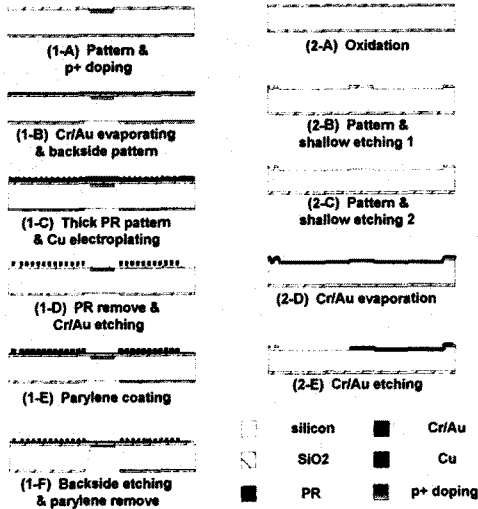 (1-A) Pattern &
p+ doping
(1-B) Cr/Au evaporating
& backside pattern
(1-C) Thick PR pattern
& Cu electroplating
(1-D) PR remove &
Cr/Au etching
(1-E) Parylene coating
(1-F) Backside etching
& parylene remove
(2-A) Oxidation
(2-B) Pattern &
shallow etching 1
(2-C) Pattern &
shallow etching 2
(2-D) Cr/Au evaporation
(2-E) Cr/Au etching
silicon
Cr/Au
SiO2
Cu
PR
p+ doping